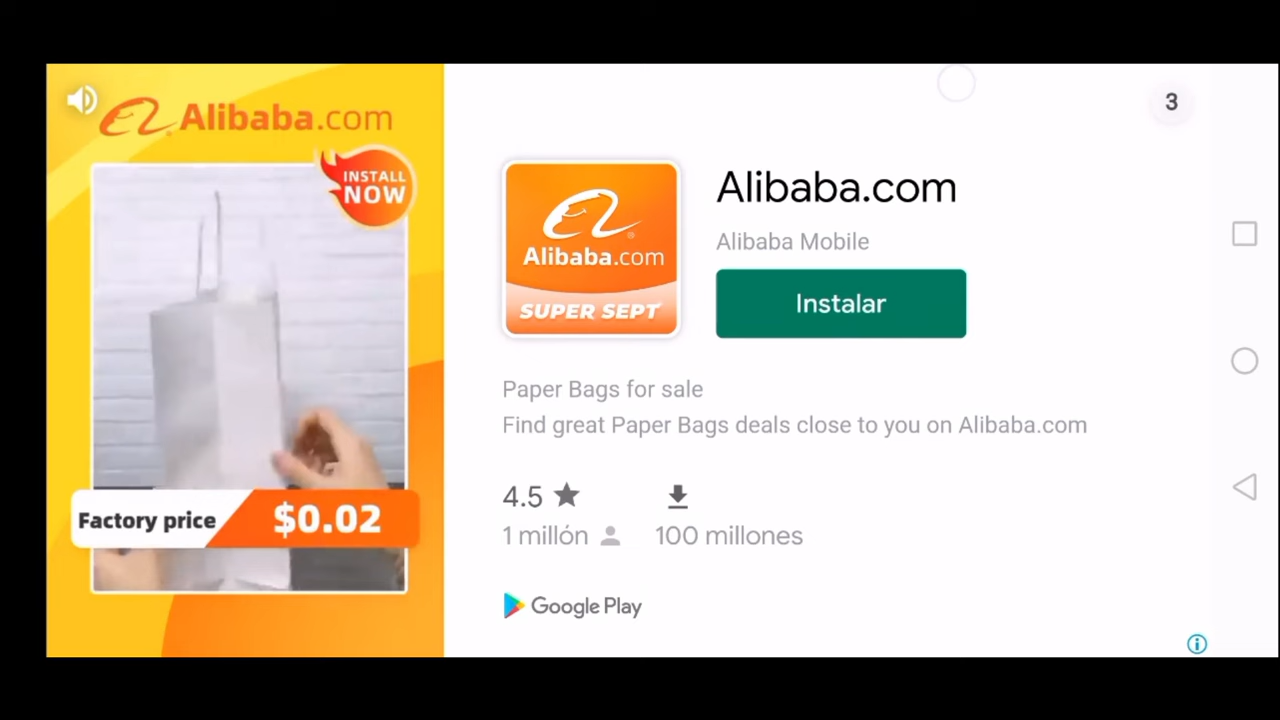 Alibaba.com
INSTALL
NOW
Factory price $0.02
3
Alibaba.com
SUPER SEPT
Alibaba.com
Alibaba Mobile
Instalar
Paper Bags for sale
Find great Paper Bags deals close to you on Alibaba.com
4.5
1 millón
100 millones
Google Play